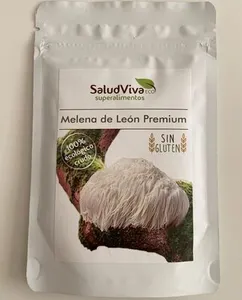 SaludViva eco
superalimentos
Melena de León Premium
100%
ecológico
crudo
SIN
GLUTEN